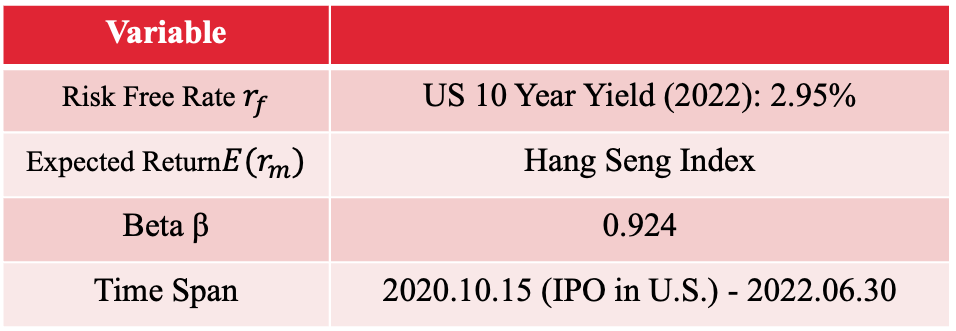 Variable
Risk Free Rate r_f US 10 Year Yield (2022): 2.95%
Expected ReturnE(r_m) Hang Seng Index
Beta β 0.924
Time Span 2020.10.15 (IPO in U.S.) - 2022.06.30